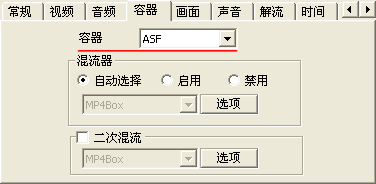 常规 视频 音频 容器 画面 声音 解流 时间
容器 ASF
混流器
自动选择 启用 禁用
MP4Box 选项
二次混流
MP4Box 选项